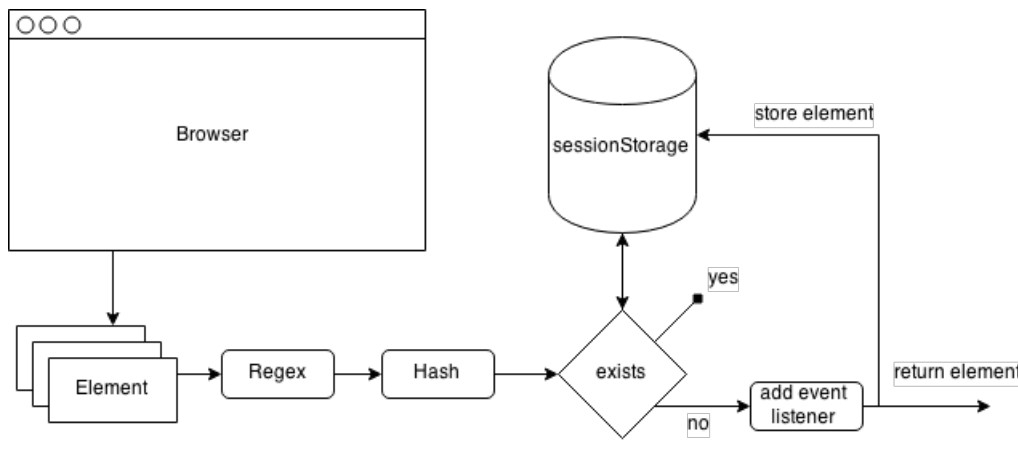 Browser
store element
sessionStorage
yes
Element
Regex
Hash
exists
return element
add event
listener
no